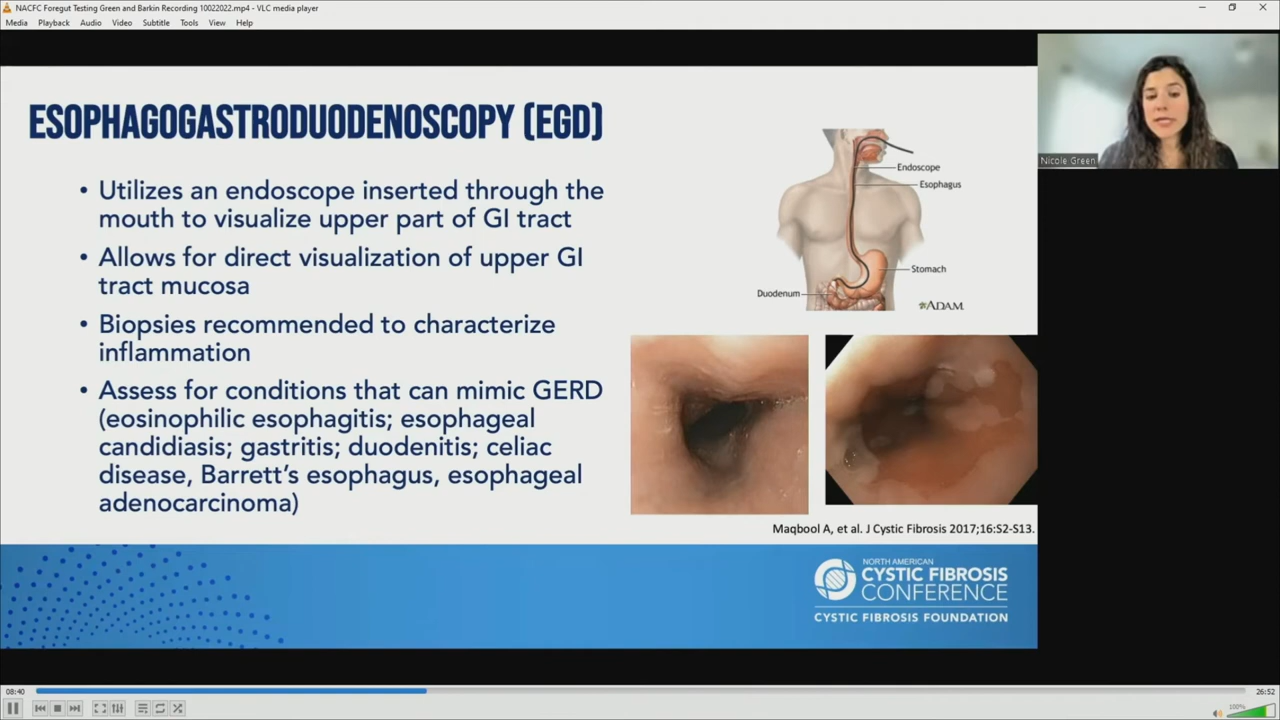 NACFC Foregut Testing Green and Barkin Recording 10022022.mp4 - VLC media player
Media Playback Audio Video Subtitle Tools View Help
ESOPHAGOGASTRODUODENOSCOPY (EGD)
• Utilizes an endoscope inserted through the
mouth to visualize upper part of GI tract
• Allows for direct visualization of upper GI
tract mucosa
• Biopsies recommended to characterize
inflammation
• Assess for conditions that can mimic GERD
(eosinophilic esophagitis; esophageal
candidiasis; gastritis; duodenitis; celiac
disease, Barrett's esophagus, esophageal
adenocarcinoma)
Endoscope
Esophagus
Stomach
Duodenum
ADAM.
Maqbool A, et al. J Cystic Fibrosis 2017;16:S2-S13.
NORTH AMERICAN
CYSTIC FIBROSIS
CONFERENCE
CYSTIC FIBROSIS FOUNDATION
Nicole Green
08:40
26:52
100%